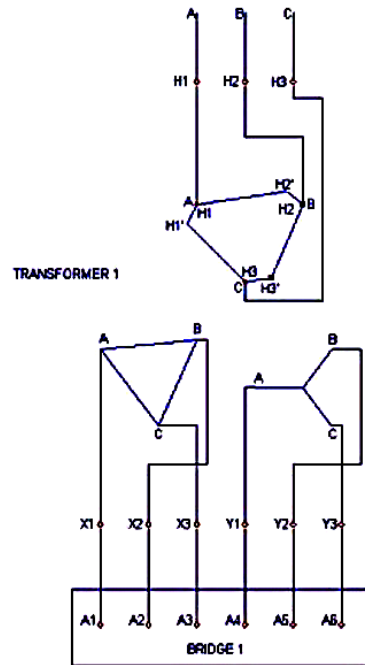 A B C
H1 H2 H3
H2'
A H1 H2 B
H1'
H3
C H3'
TRANSFORMER 1
A B B
A
C C
X1 X2 X3 Y1 Y2 Y3
A1 A2 A3 A4 A5 A6
BRIDGE 1